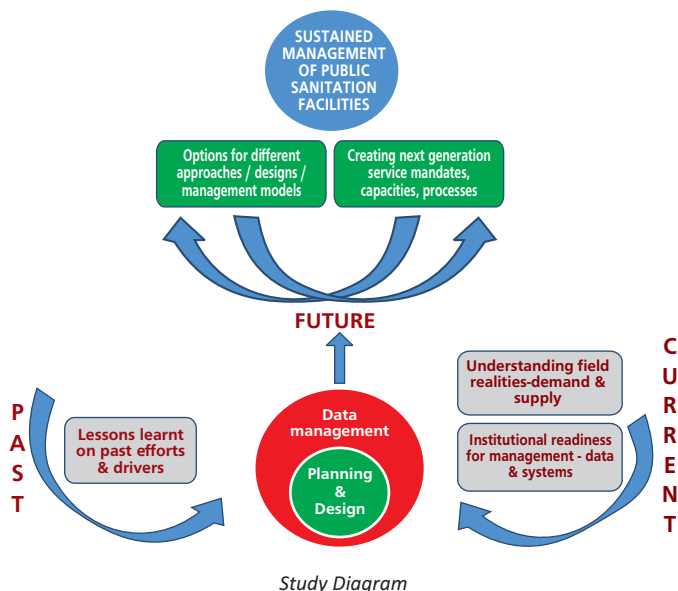 SUSTAINED
MANAGEMENT
OF PUBLIC
SANITATION
FACILITIES
Options for different
approaches / designs /
management models
Creating next generation
service mandates,
capacities, processes
FUTURE
PAST
Lessons learnt
on past efforts
& drivers
Data
management
Planning
&
Design
Understanding field
realities-demand &
supply
Institutional readiness
for management - data
& systems
CURRENT
Study Diagram